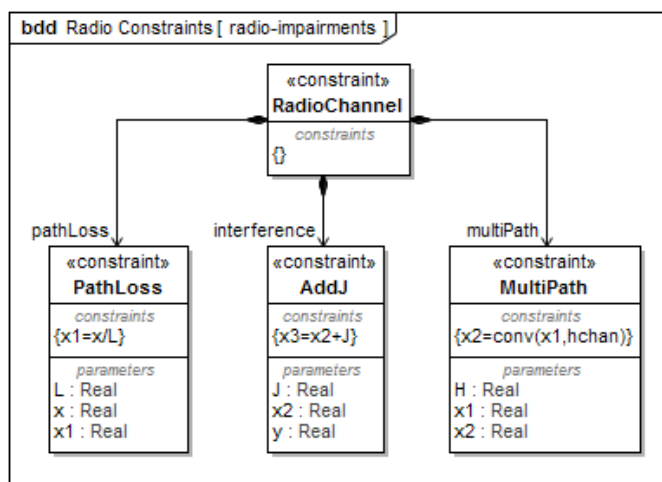 bdd Radio Constraints [ radio-impairments ]
«constraint»
RadioChannel
constraints
{}
pathLoss
interference
multiPath
«constraint»
PathLoss
constraints
{x1=x/L}
parameters
L : Real
x : Real
x1 : Real
«constraint»
AddJ
constraints
{x3=x2+J}
parameters
J : Real
x2 : Real
y : Real
«constraint»
MultiPath
constraints
{x2=conv(x1,hchan)}
parameters
H : Real
x1 : Real
x2 : Real